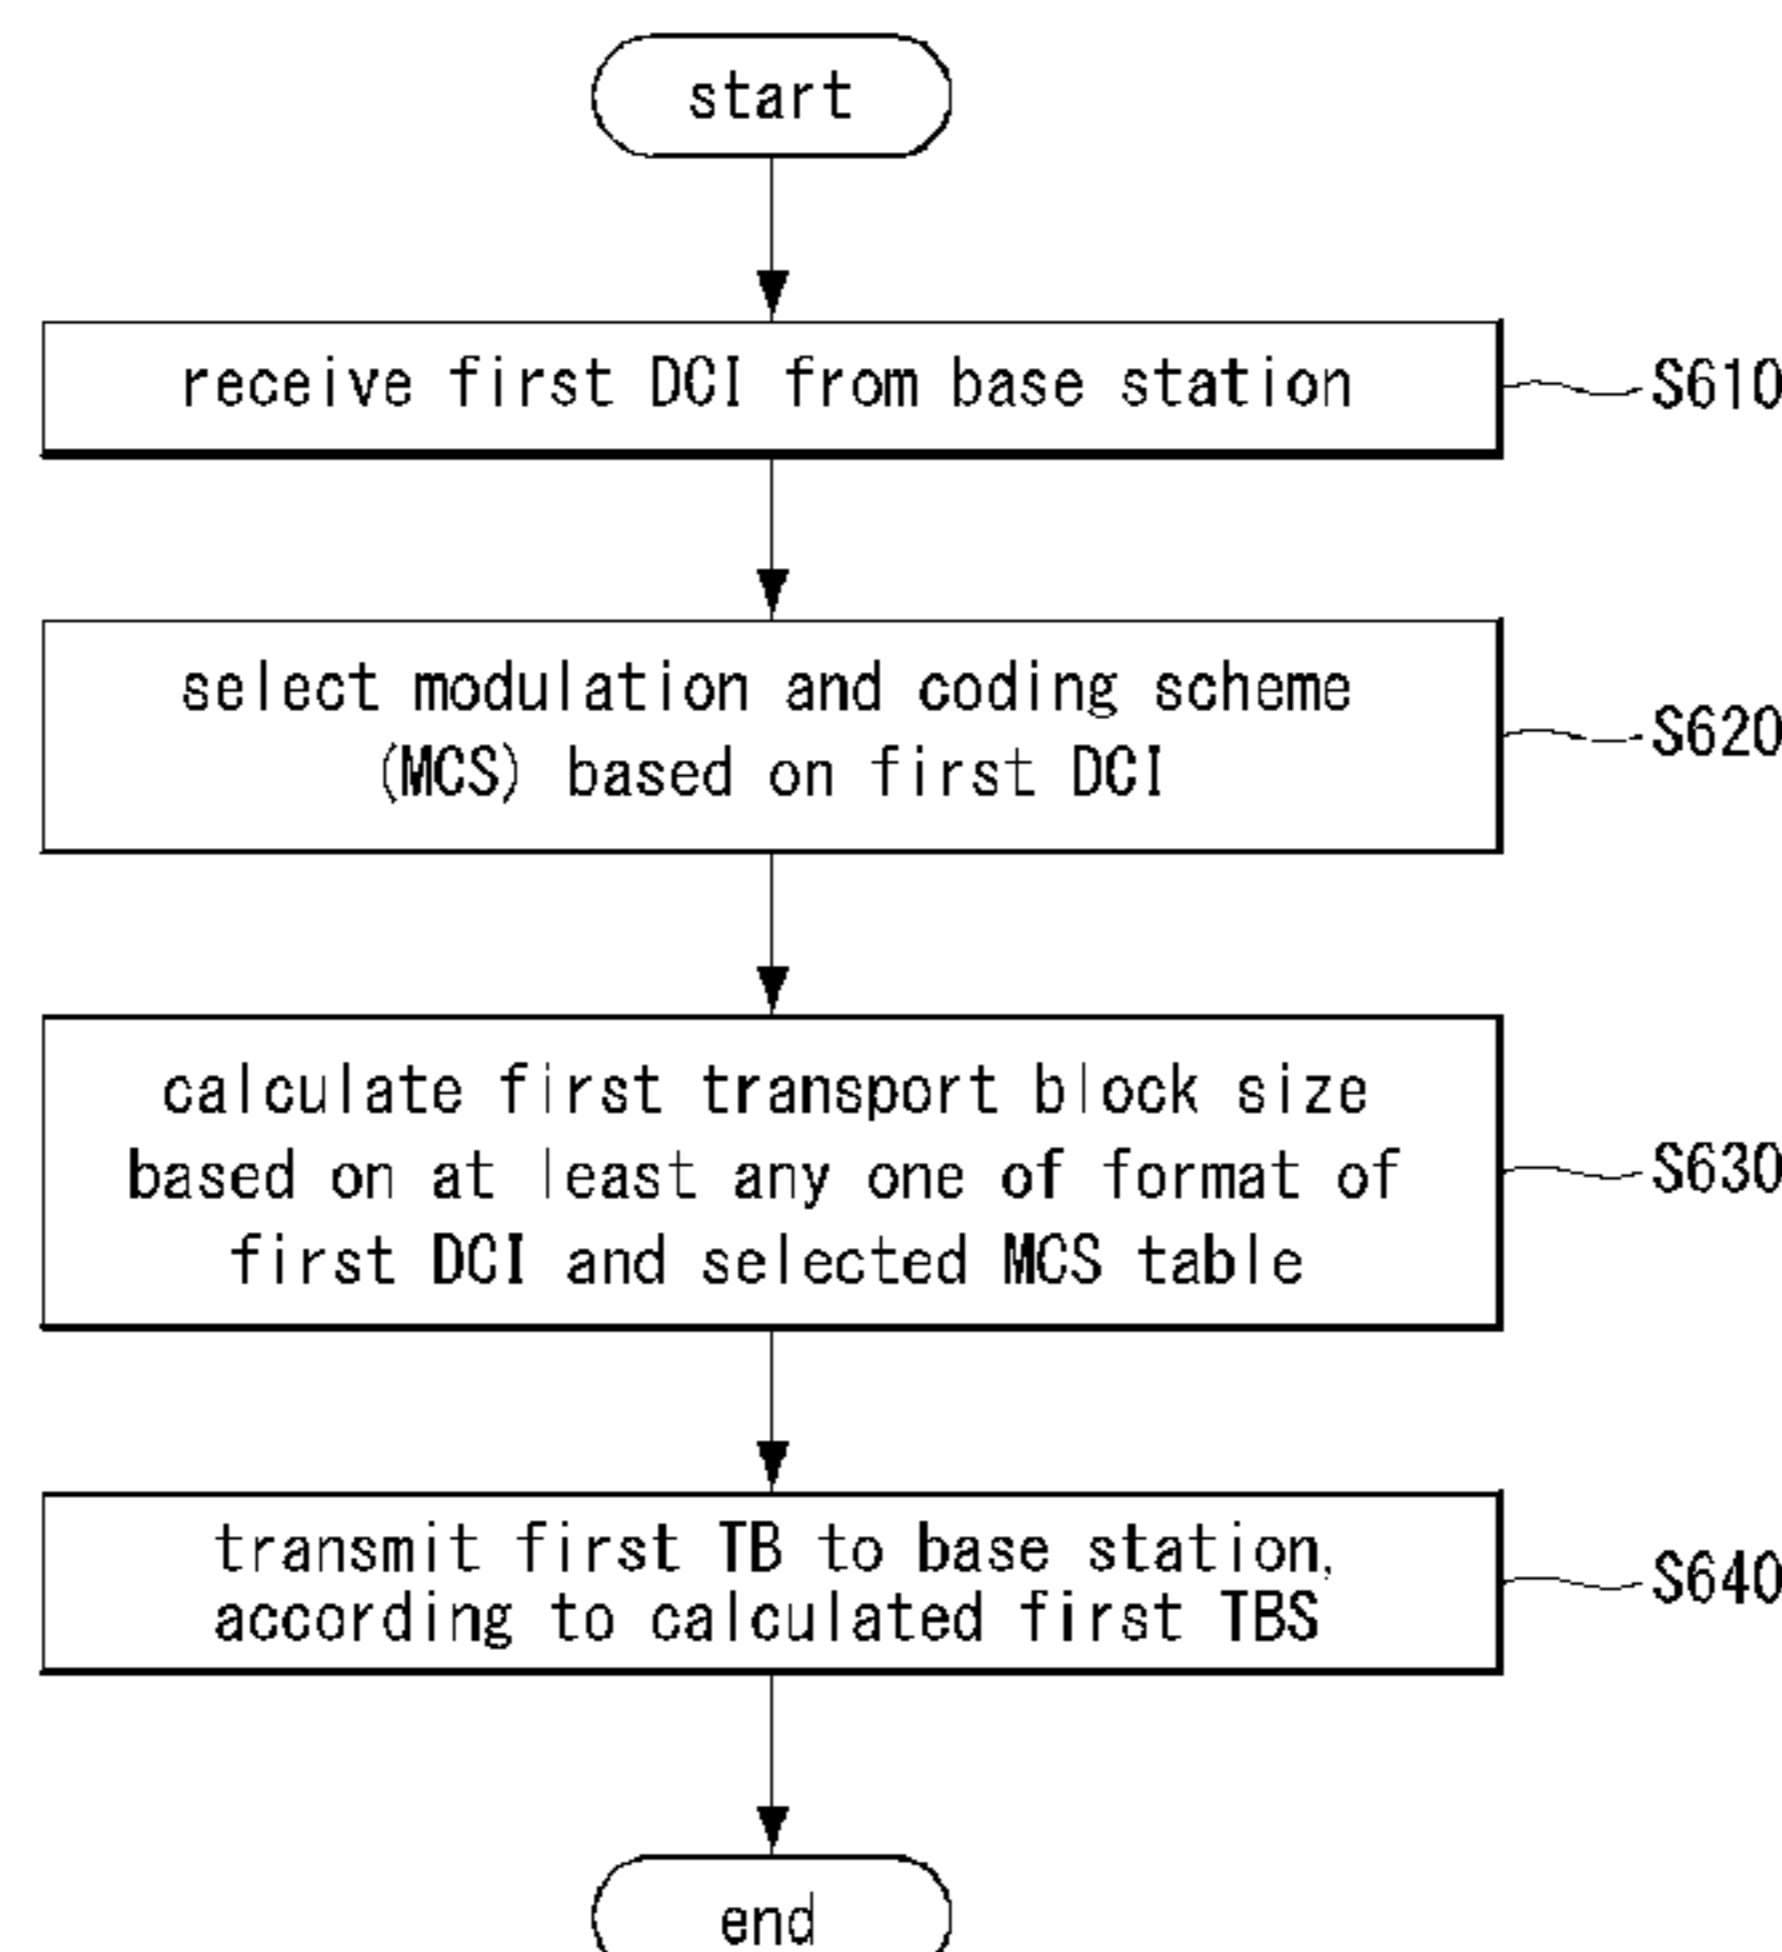 start
receive first DCI from base station
S610
select modulation and coding scheme
(MCS) based on first DCI
S620
calculate first transport block size
based on at least any one of format of
first DCI and selected MCS table
S630
transmit first TB to base station,
according to calculated first TBS
S640
end